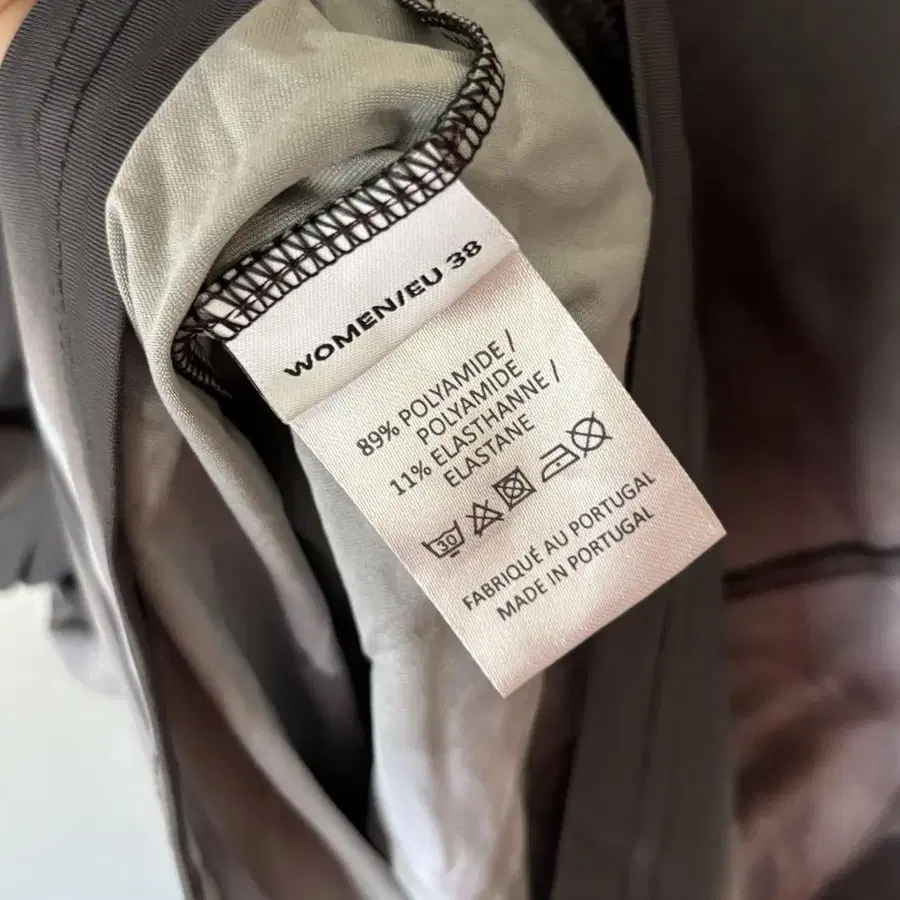 WOMEN/EU 38
89% POLYAMIDE /
POLYAMIDE
11% ELASTHANNE /
ELASTANE
30
FABRIQUÉ AU PORTUGAL
MADE IN PORTUGAL